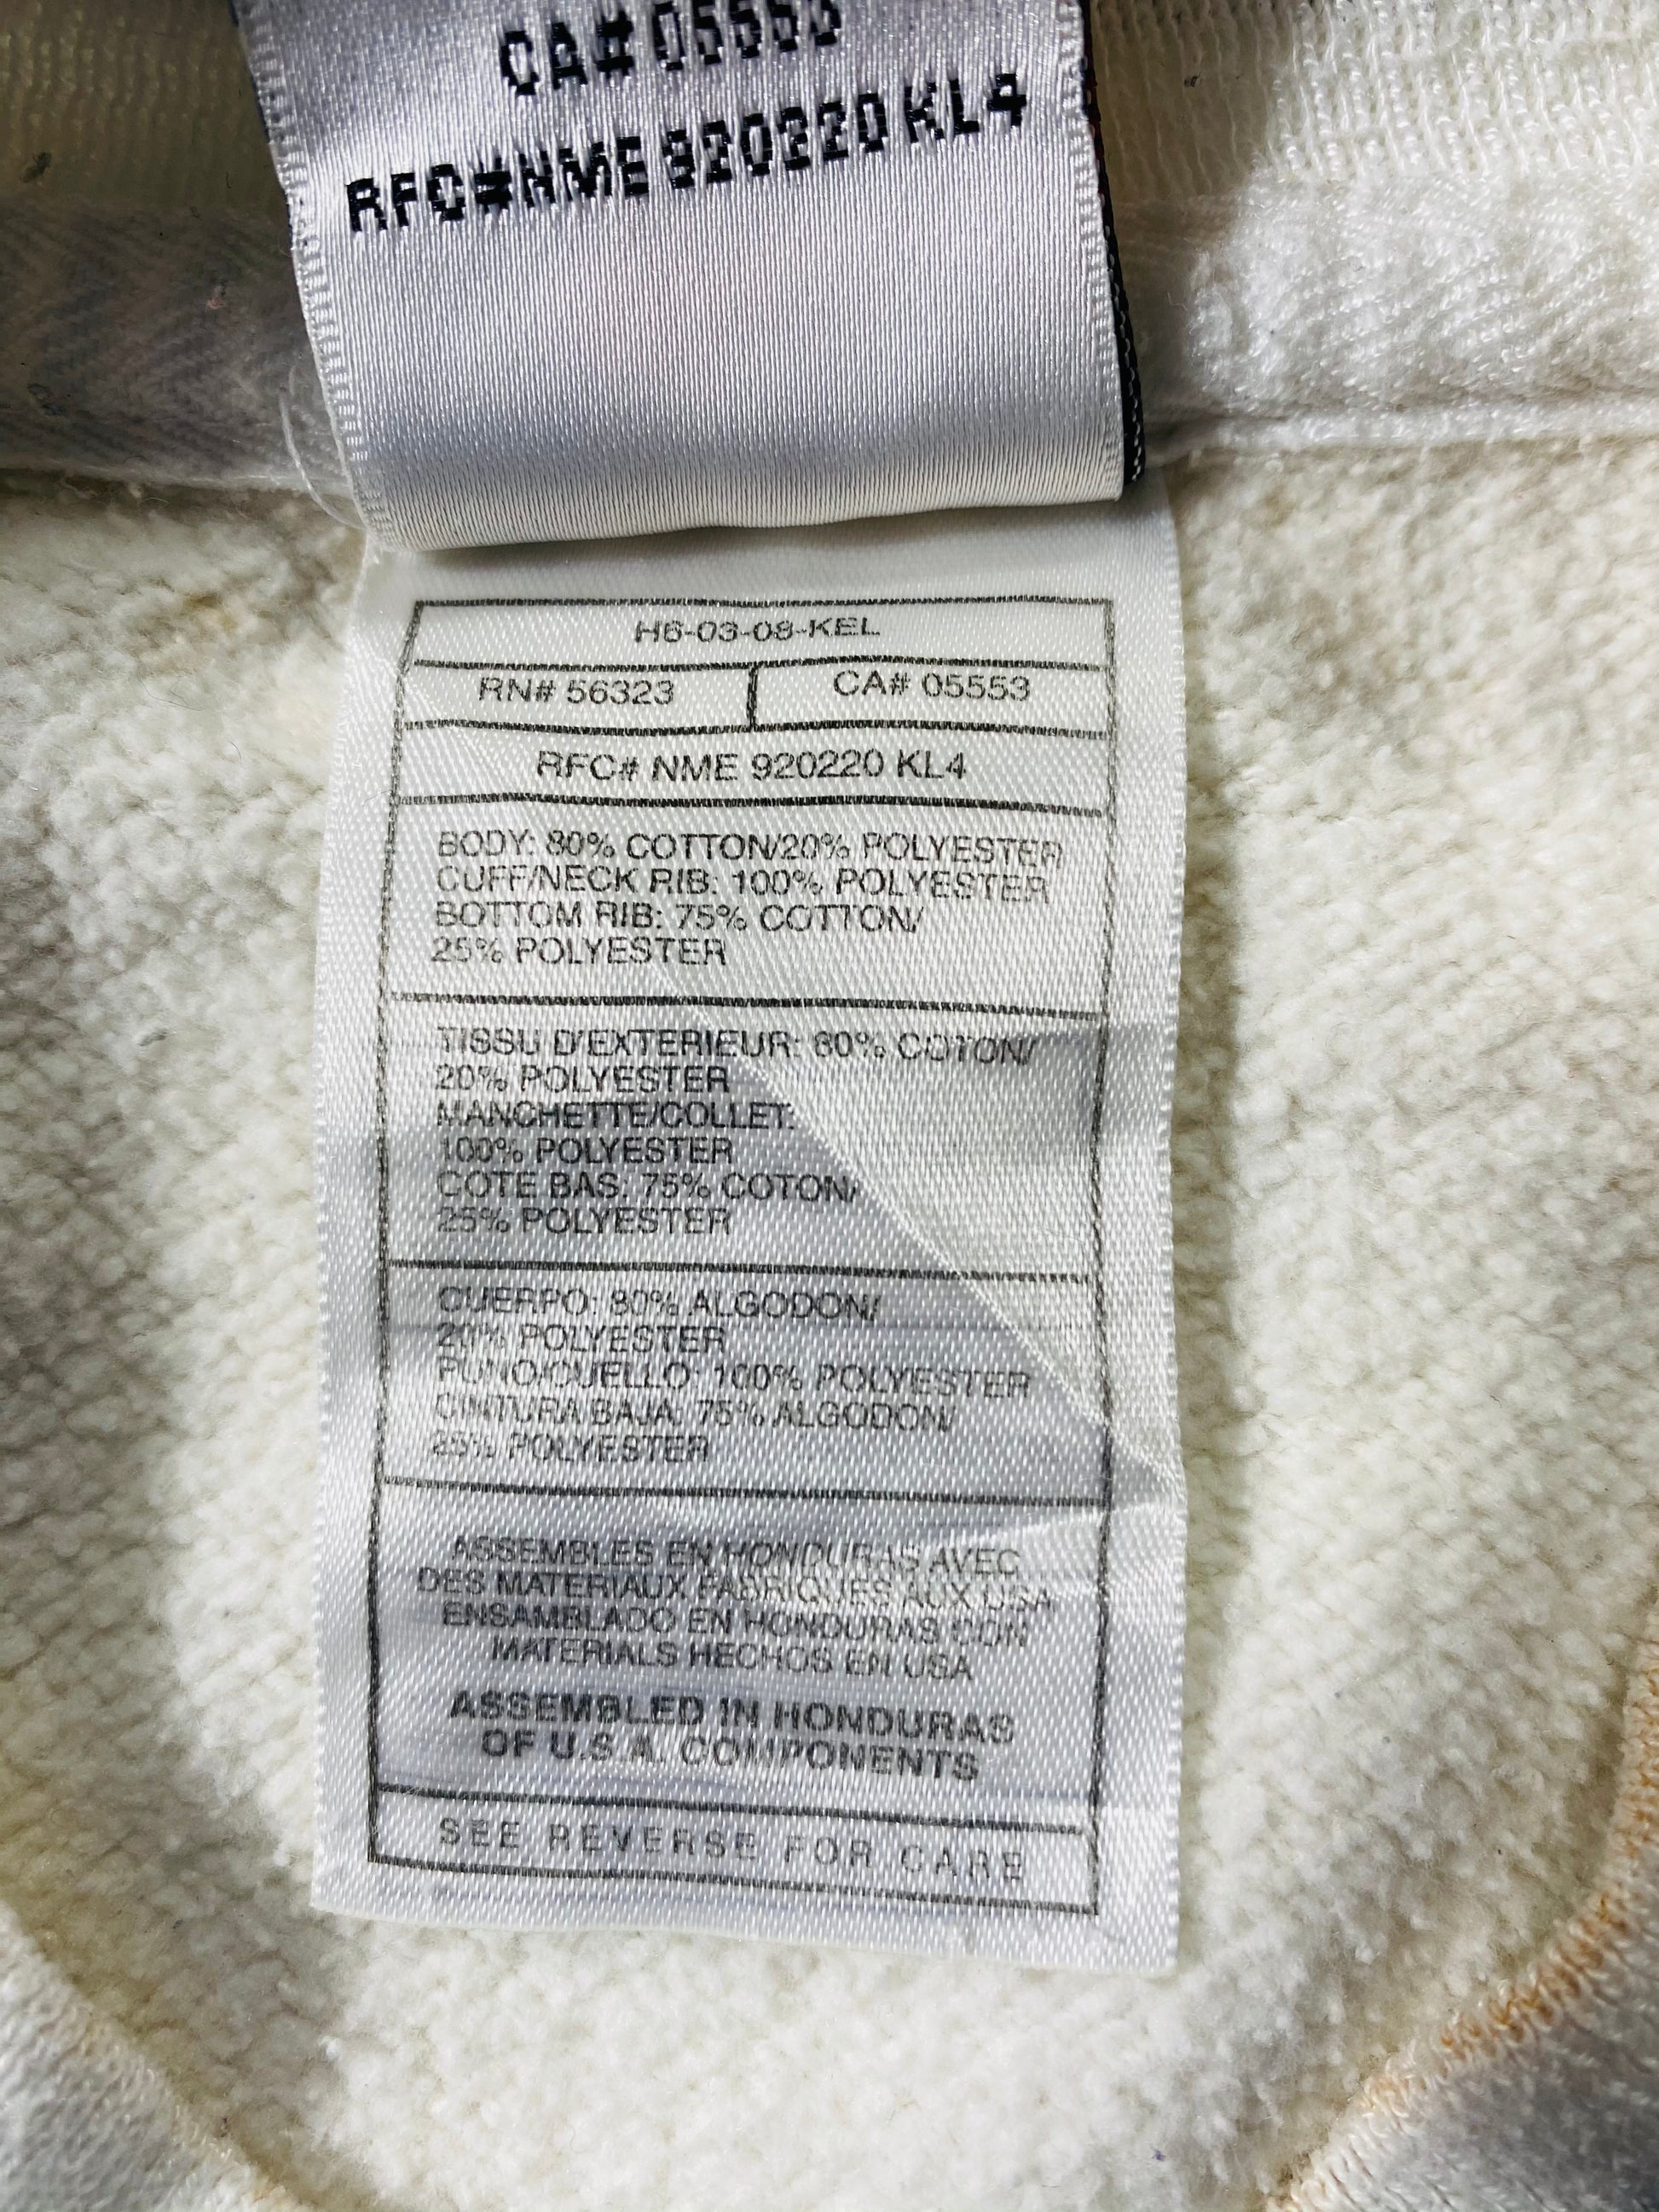 CA# 05553
RFC#NME 920220 KL4
H6-03-08-KEL
RN# 56323
CA# 05553
RFC# NME 920220 KL4
BODY: 80% COTTON/20% POLYESTER
CUFF/NECK RIB: 100% POLYESTER
BOTTOM RIB: 75% COTTON/
25% POLYESTER
TISSU D'EXTERIEUR: 80% COTON/
20% POLYESTER
MANCHETTE/COLLET:
100% POLYESTER
COTE BAS: 75% COTON/
25% POLYESTER
CUERPO: 80% ALGODON/
20% POLYESTER
PUNO/CUELLO: 100% POLYESTER
CINTURA BAJA: 75% ALGODON/
25% POLYESTER
ASSEMBLES EN HONDURAS AVEC
DES MATERIAUX FABRIQUES AUX USA
ENSAMBLADO EN HONDURAS CON
MATERIALS HECHOS EN USA
ASSEMBLED IN HONDURAS
OF U.S.A. COMPONENTS
SEE REVERSE FOR CARE